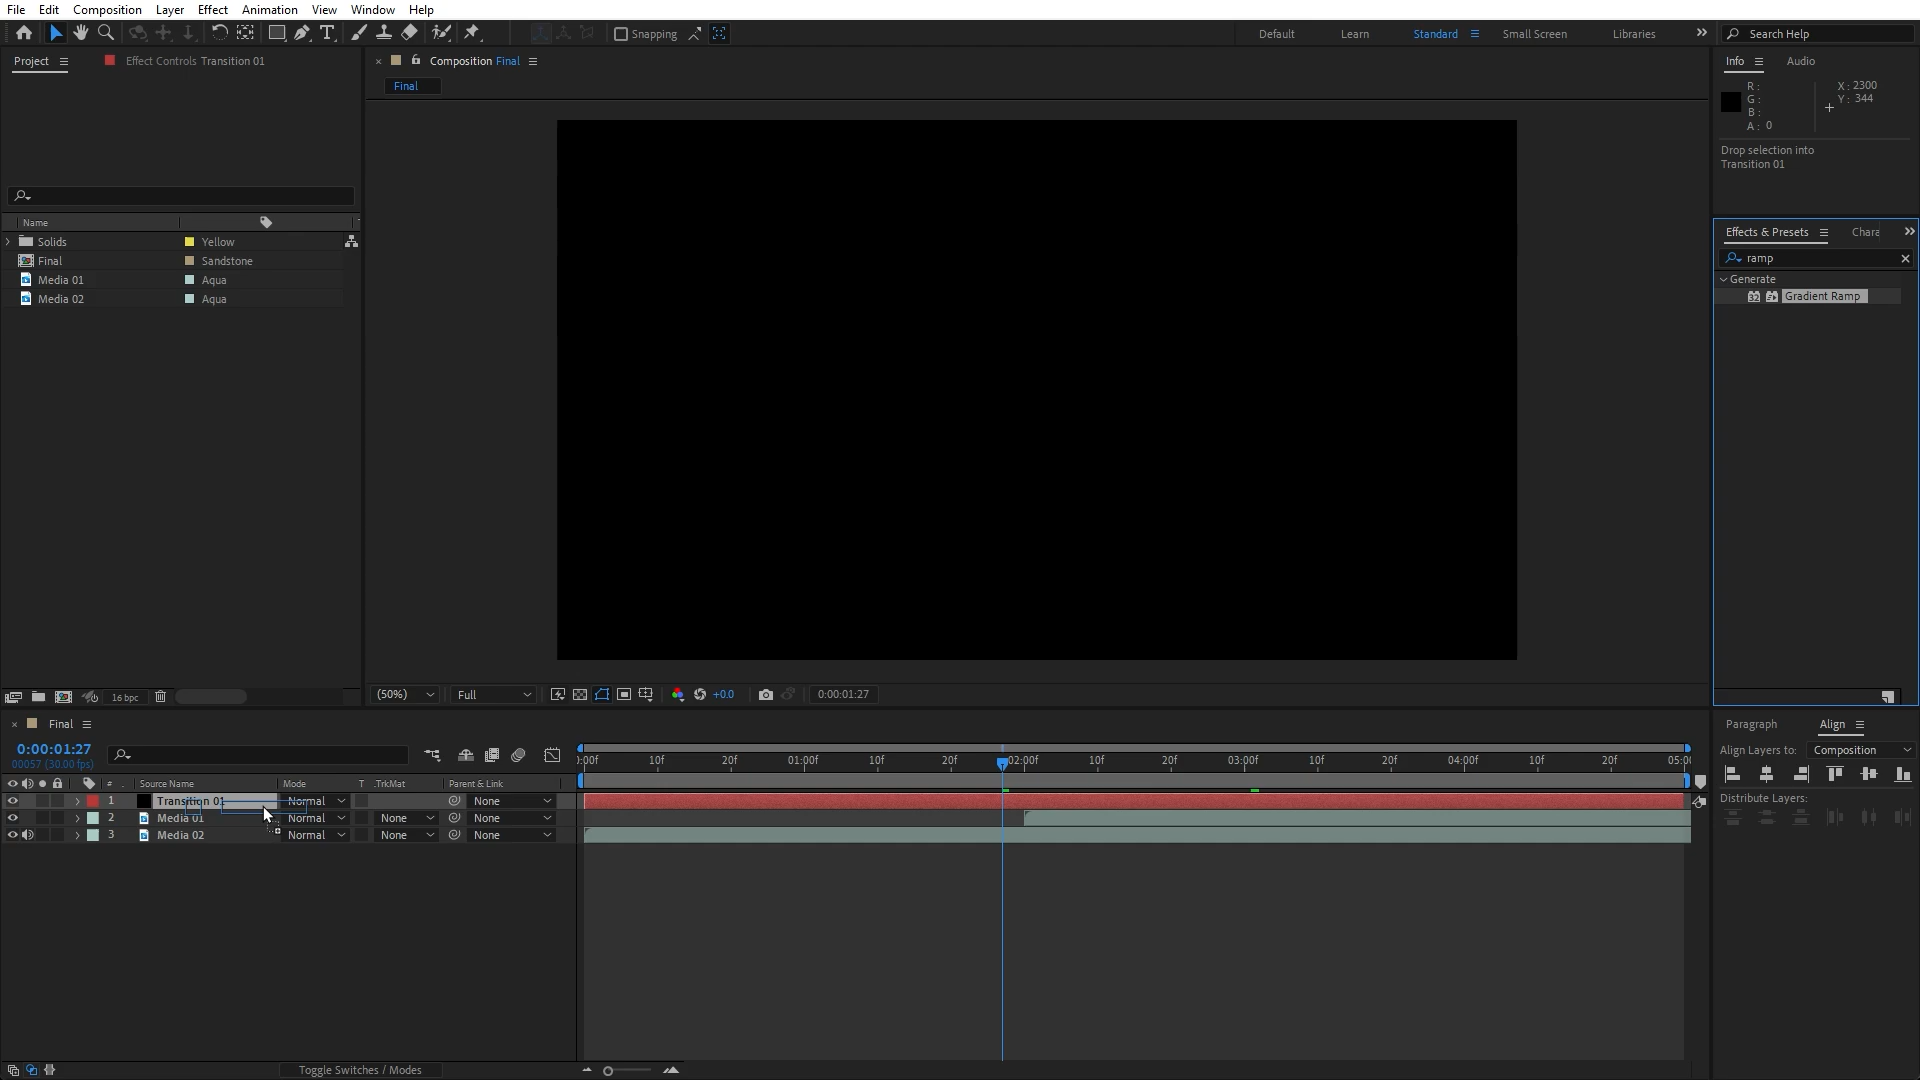 File Edit Composition Layer Effect Animation View Window Help
Snapping Default Learn Standard Small Screen Libraries Search Help
Project Effect Controls Transition 01
Composition Final
Final
Info Audio
R :
G :
B :
A : 0
X : 2300
Y : 344
Drop selection into
Transition 01
Name
Solids Yellow
Final Sandstone
Media 01 Aqua
Media 02 Aqua
16 bpc
Effects & Presets Chara
ramp
Generate
32 Gradient Ramp
(50%) Full +0.0 0:00:01:27
Final
0:00:01:27
00057 (30.00 fps)
# Source Name Mode T .TrkMat Parent & Link
1 Transition 01 Normal None
2 Media 01 Normal None None
3 Media 02 Normal None None
:00f 10f 20f 01:00f 10f 20f 02:00f 10f 20f 03:00f 10f 20f 04:00f 10f 20f 05:0
Toggle Switches / Modes
Paragraph Align
Align Layers to: Composition
Distribute Layers: